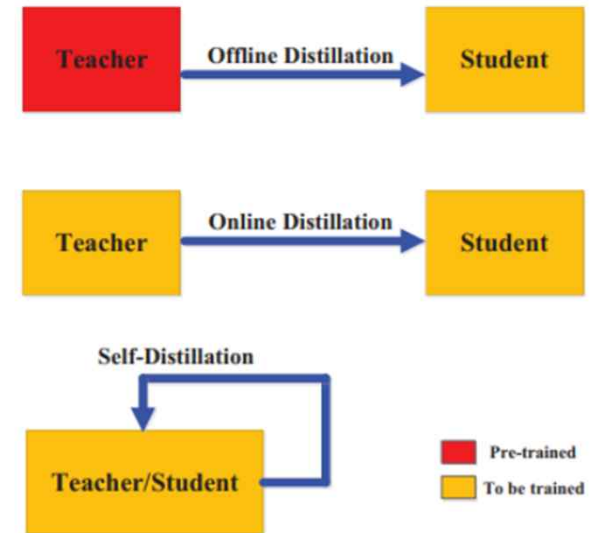 Teacher
Offline Distillation
Student
Teacher
Online Distillation
Student
Self-Distillation
Teacher/Student
Pre-trained
To be trained